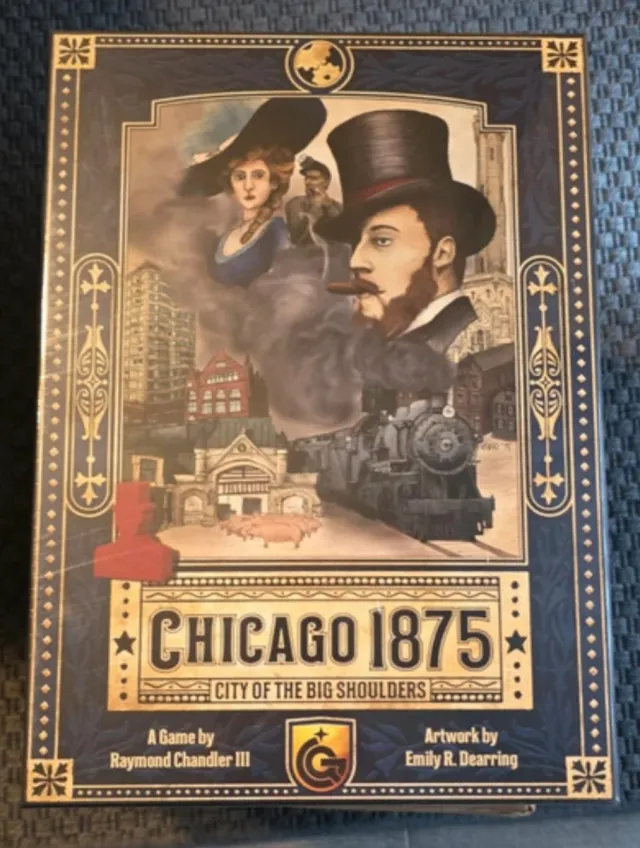 CHICAGO 1875
CITY OF THE BIG SHOULDERS
A Game by
Raymond Chandler III
Artwork by
Emily R. Dearring